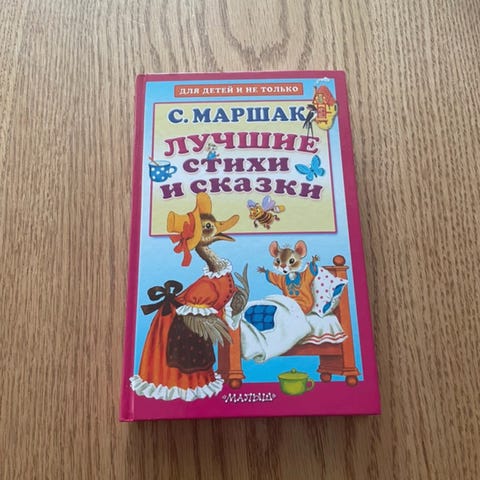 ДЛЯ ДЕТЕЙ И НЕ ТОЛЬКО
С. МАРШАК
ЛУЧШИЕ
СТИХИ
И СКАЗКИ
«МАЛЫШ»